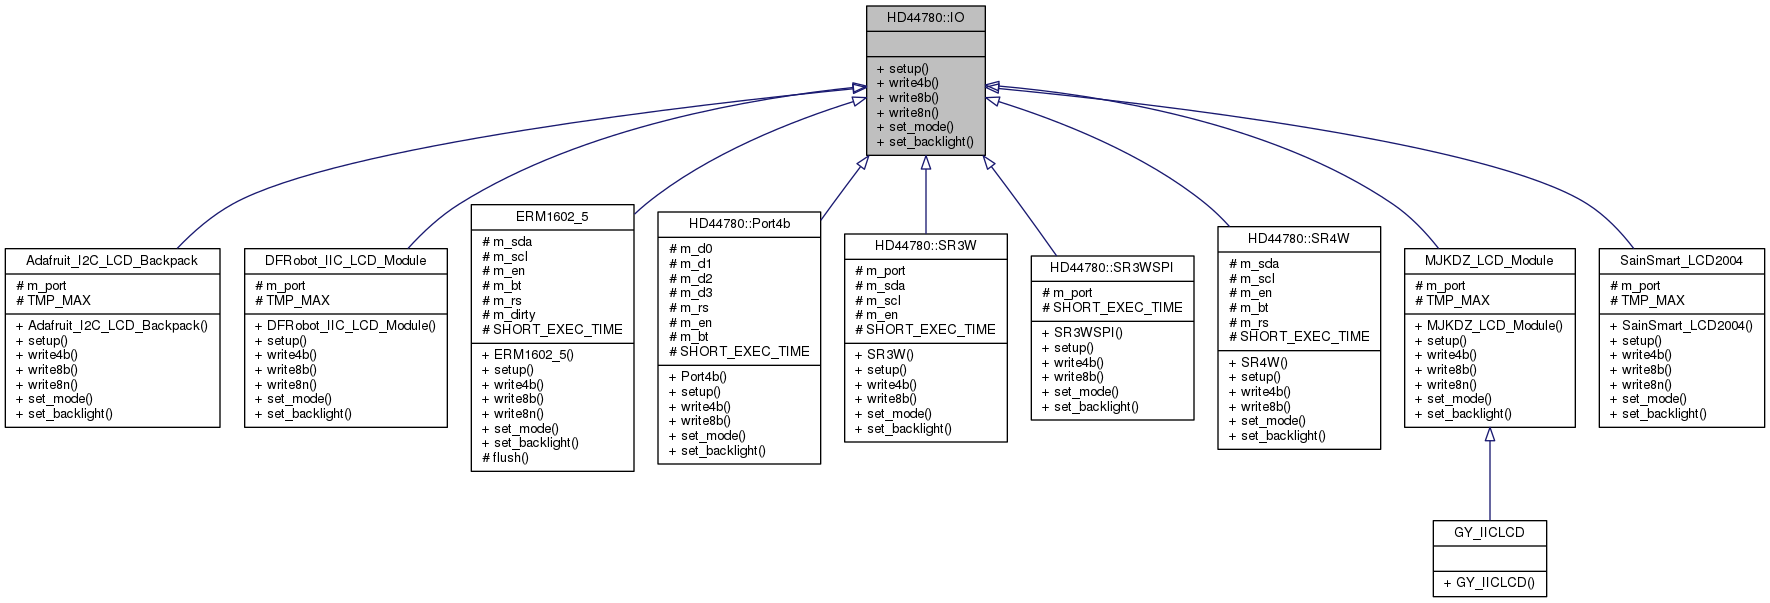 HD44780::IO
+ setup()
+ write4b()
+ write8b()
+ write8n()
+ set_mode()
+ set_backlight()
Adafruit_I2C_LCD_Backpack
# m_port
# TMP_MAX
+ Adafruit_I2C_LCD_Backpack()
+ setup()
+ write4b()
+ write8b()
+ write8n()
+ set_mode()
+ set_backlight()
DFRobot_IIC_LCD_Module
# m_port
# TMP_MAX
+ DFRobot_IIC_LCD_Module()
+ setup()
+ write4b()
+ write8b()
+ write8n()
+ set_mode()
+ set_backlight()
ERM1602_5
# m_sda
# m_scl
# m_en
# m_bt
# m_rs
# m_dirty
# SHORT_EXEC_TIME
+ ERM1602_5()
+ setup()
+ write4b()
+ write8b()
+ write8n()
+ set_mode()
+ set_backlight()
# flush()
HD44780::Port4b
# m_d0
# m_d1
# m_d2
# m_d3
# m_rs
# m_en
# m_bt
# SHORT_EXEC_TIME
+ Port4b()
+ setup()
+ write4b()
+ write8b()
+ set_mode()
+ set_backlight()
HD44780::SR3W
# m_port
# m_sda
# m_scl
# m_en
# SHORT_EXEC_TIME
+ SR3W()
+ setup()
+ write4b()
+ write8b()
+ set_mode()
+ set_backlight()
HD44780::SR3WSPI
# m_port
# SHORT_EXEC_TIME
+ SR3WSPI()
+ setup()
+ write4b()
+ write8b()
+ set_mode()
+ set_backlight()
HD44780::SR4W
# m_sda
# m_scl
# m_en
# m_bt
# m_rs
# SHORT_EXEC_TIME
+ SR4W()
+ setup()
+ write4b()
+ write8b()
+ set_mode()
+ set_backlight()
MJKDZ_LCD_Module
# m_port
# TMP_MAX
+ MJKDZ_LCD_Module()
+ setup()
+ write4b()
+ write8b()
+ write8n()
+ set_mode()
+ set_backlight()
SainSmart_LCD2004
# m_port
# TMP_MAX
+ SainSmart_LCD2004()
+ setup()
+ write4b()
+ write8b()
+ write8n()
+ set_mode()
+ set_backlight()
GY_IICLCD
+ GY_IICLCD()